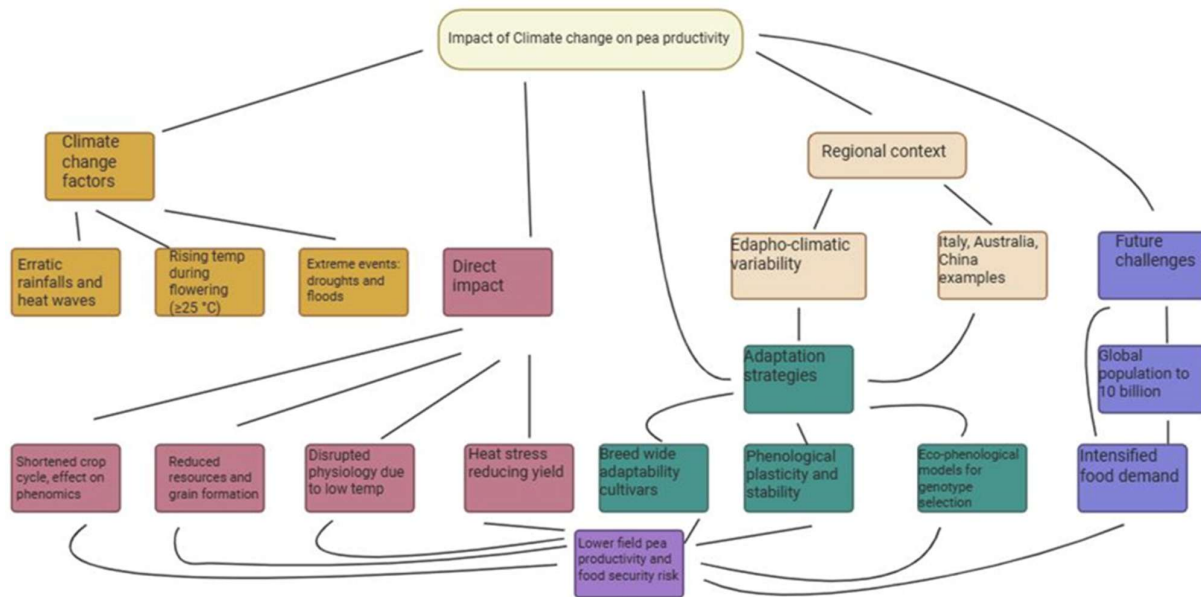 Impact of Climate change on pea prductivity
Climate
change
factors
Regional context
Erratic
rainfalls and
heat waves
Rising temp
during
flowering
(≥25 °C)
Extreme events:
droughts and
floods
Direct
impact
Edapho-climatic
variability
Italy, Australia,
China
examples
Future
challenges
Adaptation
strategies
Global
population to
10 billion
Shortened crop
cycle, effect on
phenomics
Reduced
resources and
grain formation
Disrupted
physiology due
to low temp
Heat stress
reducing yield
Breed wide
adaptability
cultivars
Phenological
plasticity and
stability
Eco-phenological
models for
genotype
selection
Intensified
food demand
Lower field pea
productivity and
food security risk